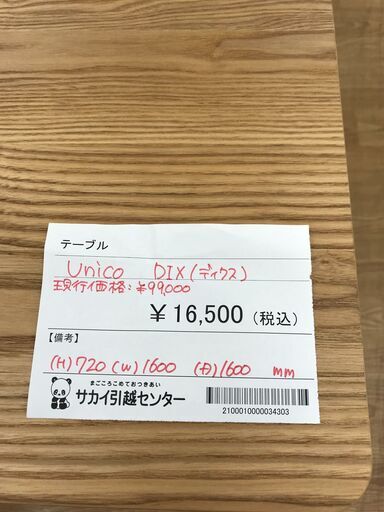 テーブル
unico DIX(ディクス)
現行価格:¥99,000
¥16,500(税込)
【備考】
(H)720(W)1600 (D)1600 mm
まごころこめておつきあい
サカイ引越センター
2100010000034303